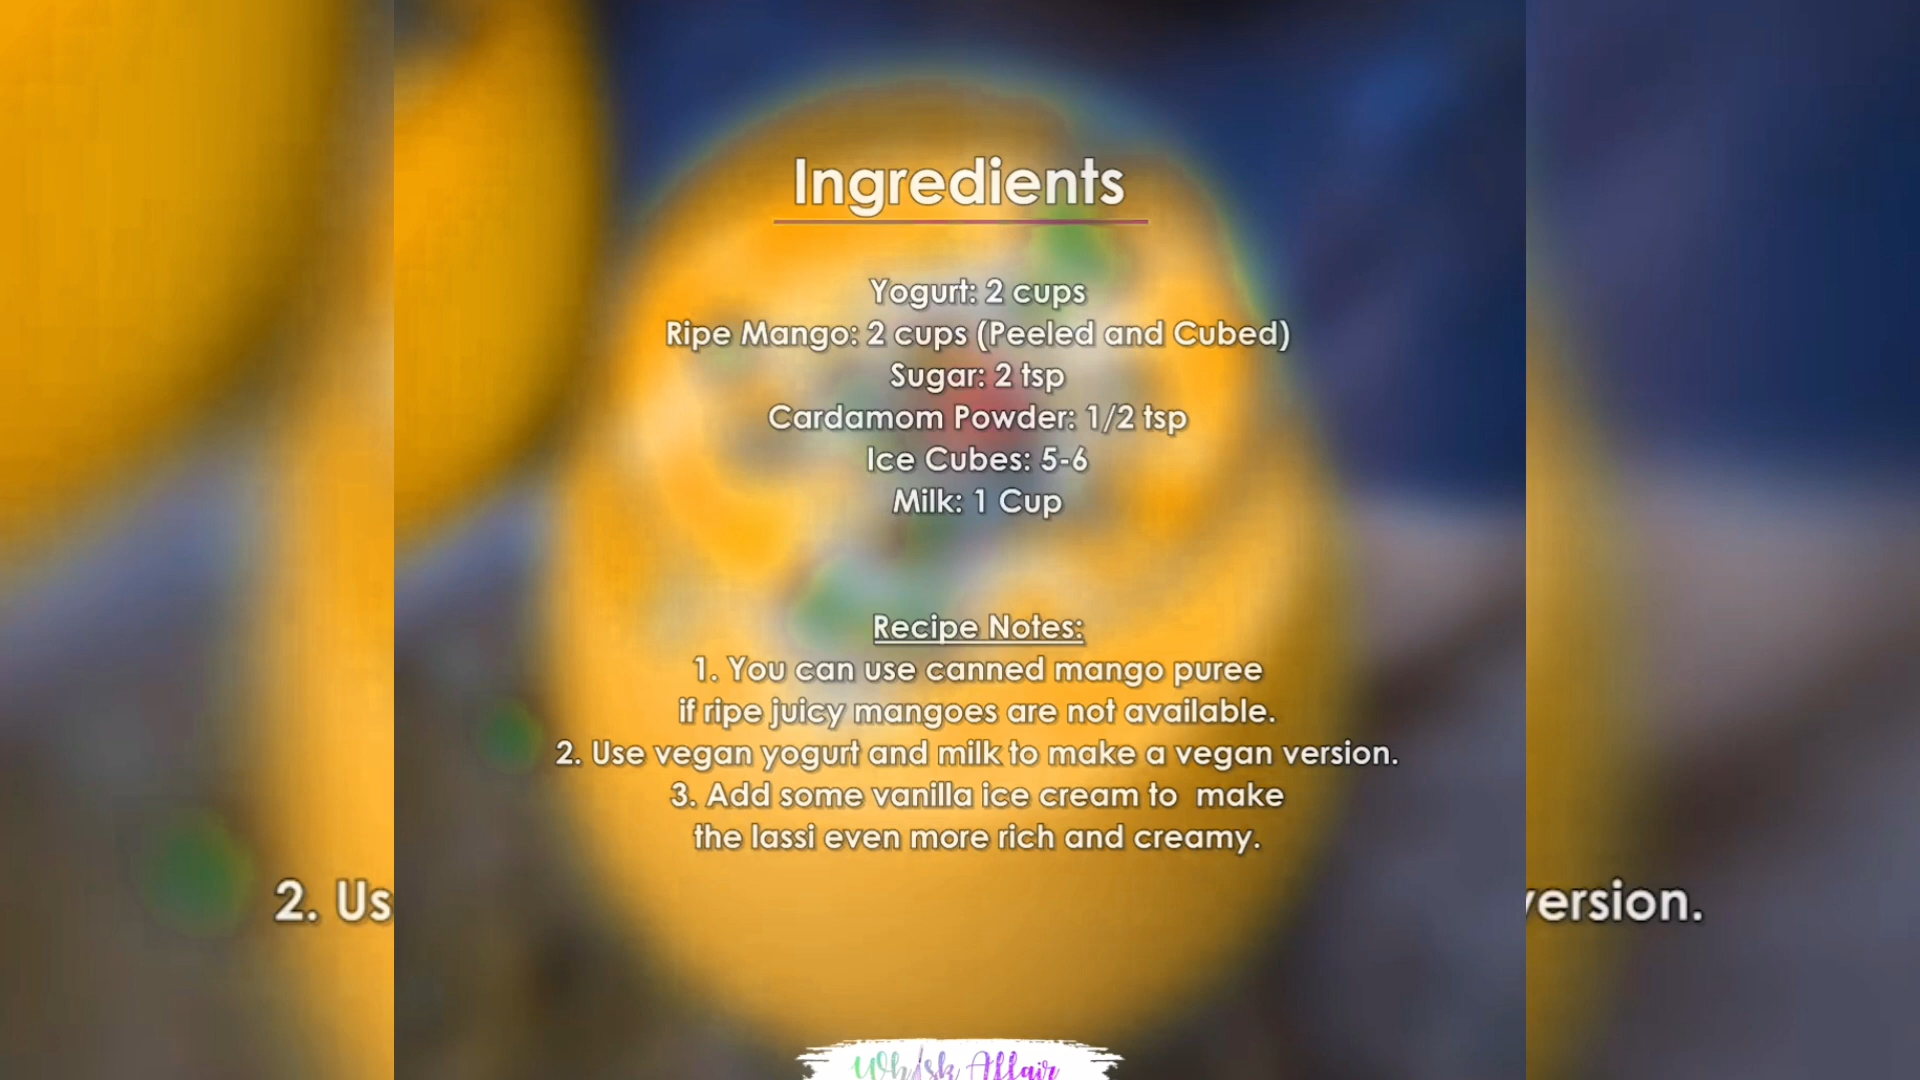 Ingredients
Yogurt: 2 cups
Ripe Mango: 2 cups (Peeled and Cubed)
Sugar: 2 tsp
Cardamom Powder: 1/2 tsp
Ice Cubes: 5-6
Milk: 1 Cup
Recipe Notes:
1. You can use canned mango puree
if ripe juicy mangoes are not available.
2. Use vegan yogurt and milk to make a vegan version.
3. Add some vanilla ice cream to make
the lassi even more rich and creamy.
2. Us
version.
Whisk Affair